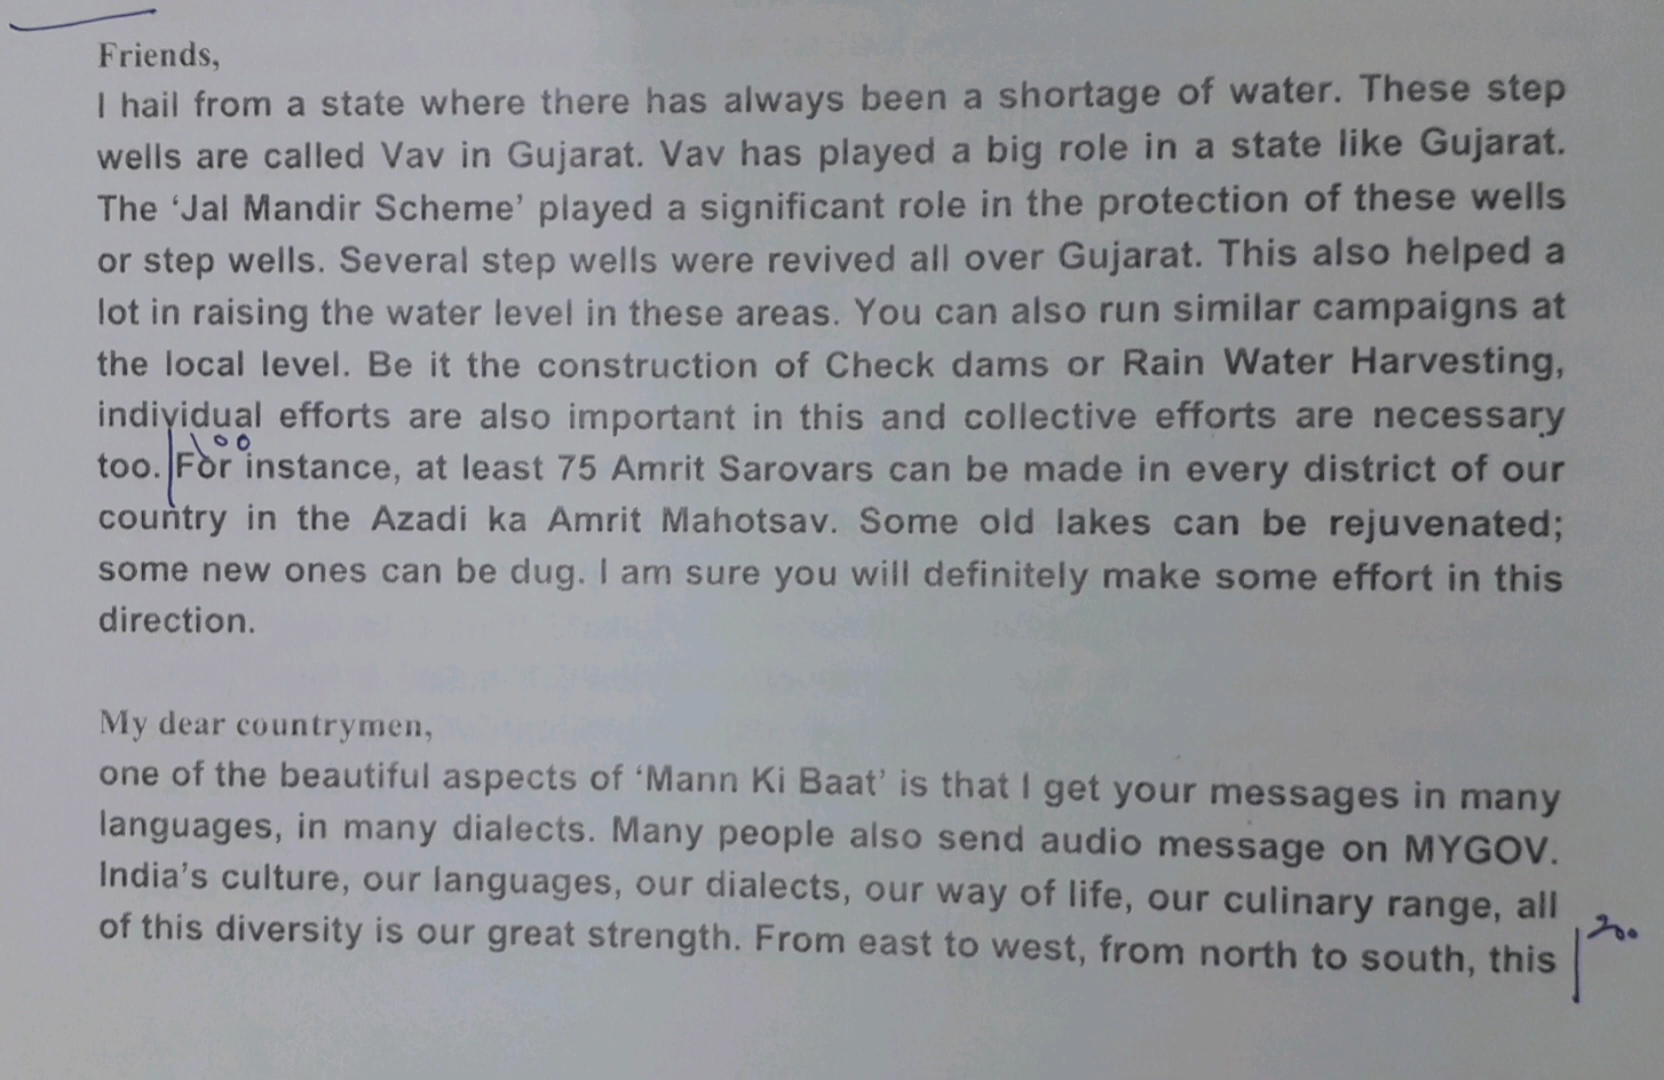 Friends,
I hail from a state where there has always been a shortage of water. These step
wells are called Vav in Gujarat. Vav has played a big role in a state like Gujarat.
The ‘Jal Mandir Scheme’ played a significant role in the protection of these wells
or step wells. Several step wells were revived all over Gujarat. This also helped a
lot in raising the water level in these areas. You can also run similar campaigns at
the local level. Be it the construction of Check dams or Rain Water Harvesting,
individual efforts are also important in this and collective efforts are necessary
100
too. For instance, at least 75 Amrit Sarovars can be made in every district of our
country in the Azadi ka Amrit Mahotsav. Some old lakes can be rejuvenated;
some new ones can be dug. I am sure you will definitely make some effort in this
direction.
My dear countrymen,
one of the beautiful aspects of ‘Mann Ki Baat’ is that I get your messages in many
languages, in many dialects. Many people also send audio message on MYGOV.
India’s culture, our languages, our dialects, our way of life, our culinary range, all
of this diversity is our great strength. From east to west, from north to south, this
200